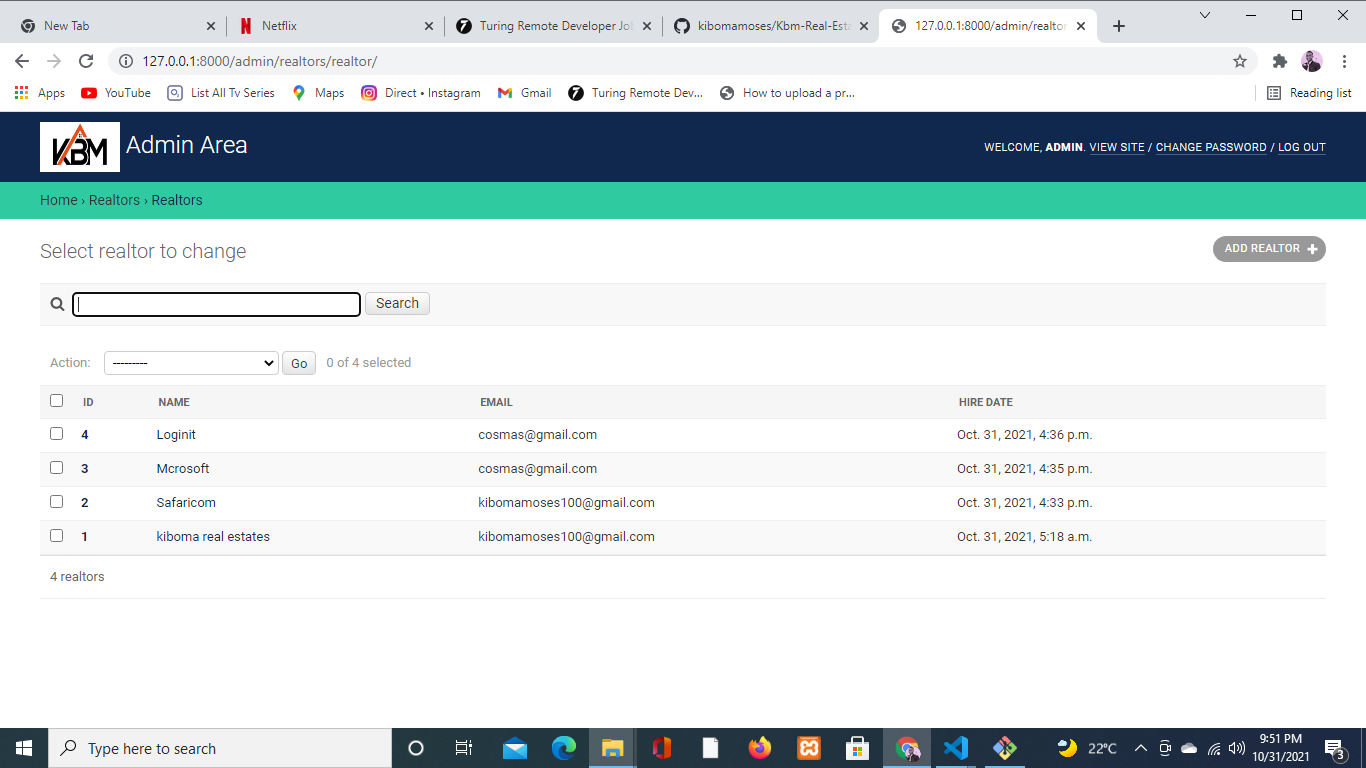 New Tab
Netflix
Turing Remote Developer Jo
kibomamoses/Kbm-Real-Esta
127.0.0.1:8000/admin/realtor
127.0.0.1:8000/admin/realtors/realtor/
Apps YouTube List All Tv Series Maps Direct • Instagram Gmail Turing Remote Dev... How to upload a pr... Reading list
KBM Admin Area
WELCOME, ADMIN. VIEW SITE / CHANGE PASSWORD / LOG OUT
Home › Realtors › Realtors
Select realtor to change
ADD REALTOR +
Search
Action: --------- Go 0 of 4 selected
ID NAME EMAIL HIRE DATE
4 Loginit cosmas@gmail.com Oct. 31, 2021, 4:36 p.m.
3 Mcrosoft cosmas@gmail.com Oct. 31, 2021, 4:35 p.m.
2 Safaricom kibomamoses100@gmail.com Oct. 31, 2021, 4:33 p.m.
1 kiboma real estates kibomamoses100@gmail.com Oct. 31, 2021, 5:18 a.m.
4 realtors
Type here to search
22°C
9:51 PM
10/31/2021
3